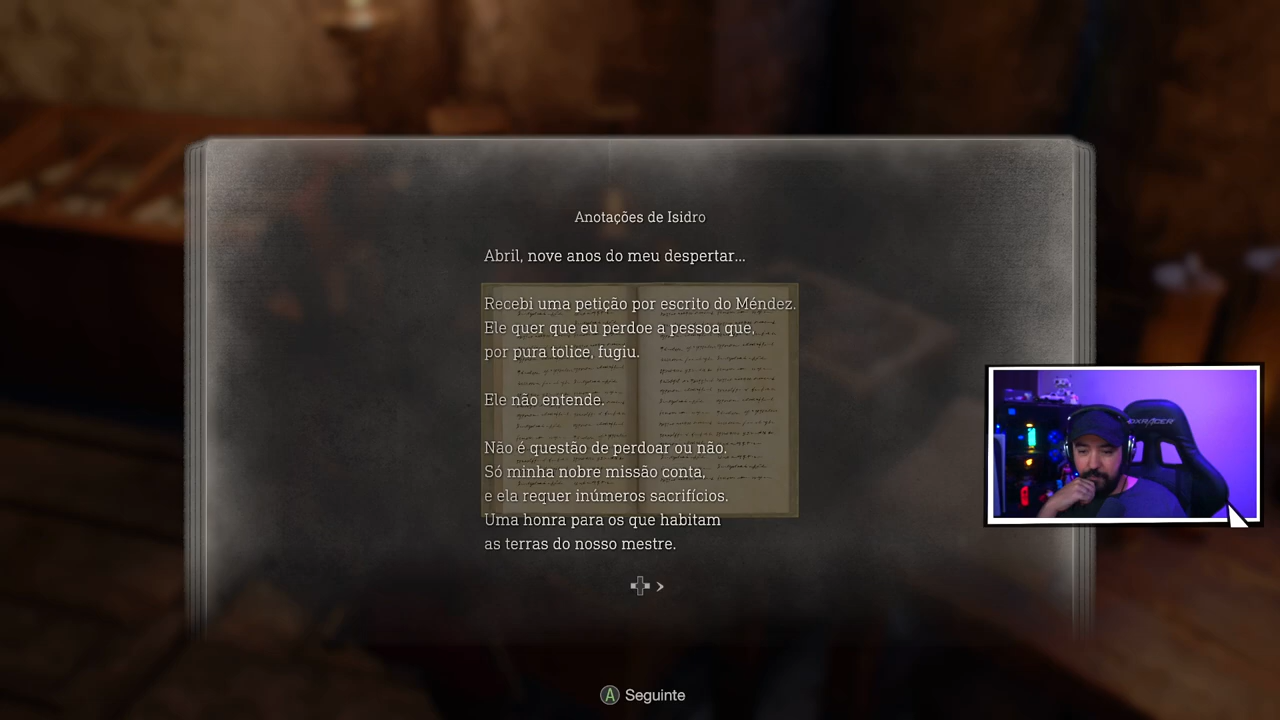 Anotações de Isidro
Abril, nove anos do meu despertar...
Recebi uma petição por escrito do Méndez.
Ele quer que eu perdoe a pessoa que,
por pura tolice, fugiu.
Ele não entende.
Não é questão de perdoar ou não.
Só minha nobre missão conta,
e ela requer inúmeros sacrifícios.
Uma honra para os que habitam
as terras do nosso mestre.
DXRACER
A Seguinte